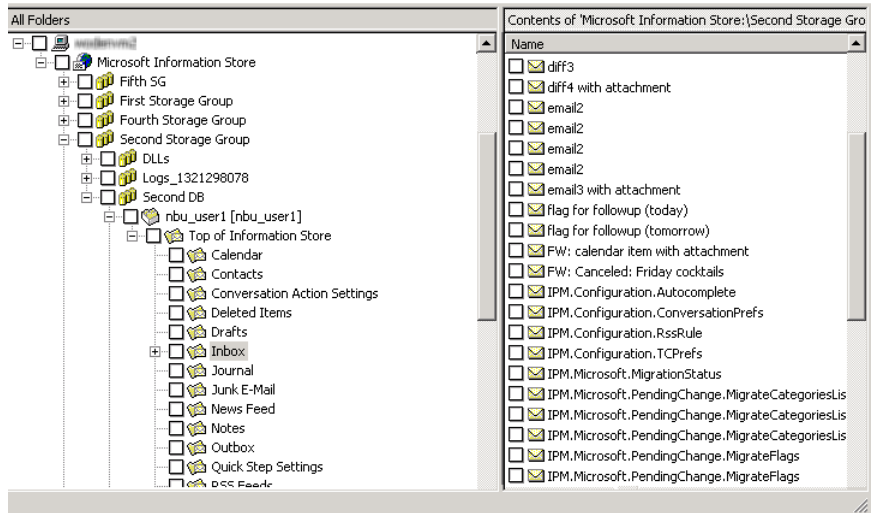 All Folders
Microsoft Information Store
Fifth SG
First Storage Group
Fourth Storage Group
Second Storage Group
DLLs
Logs_1321298078
Second DB
nbu_user1 [nbu_user1]
Top of Information Store
Calendar
Contacts
Conversation Action Settings
Deleted Items
Drafts
Inbox
Journal
Junk E-Mail
News Feed
Notes
Outbox
Quick Step Settings
RSS Feeds
Contents of 'Microsoft Information Store:\Second Storage Gro
Name
diff3
diff4 with attachment
email2
email2
email2
email2
email3 with attachment
flag for followup (today)
flag for followup (tomorrow)
FW: calendar item with attachment
FW: Canceled: Friday cocktails
IPM.Configuration.Autocomplete
IPM.Configuration.ConversationPrefs
IPM.Configuration.RssRule
IPM.Configuration.TCPrefs
IPM.Microsoft.MigrationStatus
IPM.Microsoft.PendingChange.MigrateCategoriesLis
IPM.Microsoft.PendingChange.MigrateCategoriesLis
IPM.Microsoft.PendingChange.MigrateCategoriesLis
IPM.Microsoft.PendingChange.MigrateFlags
IPM.Microsoft.PendingChange.MigrateFlags